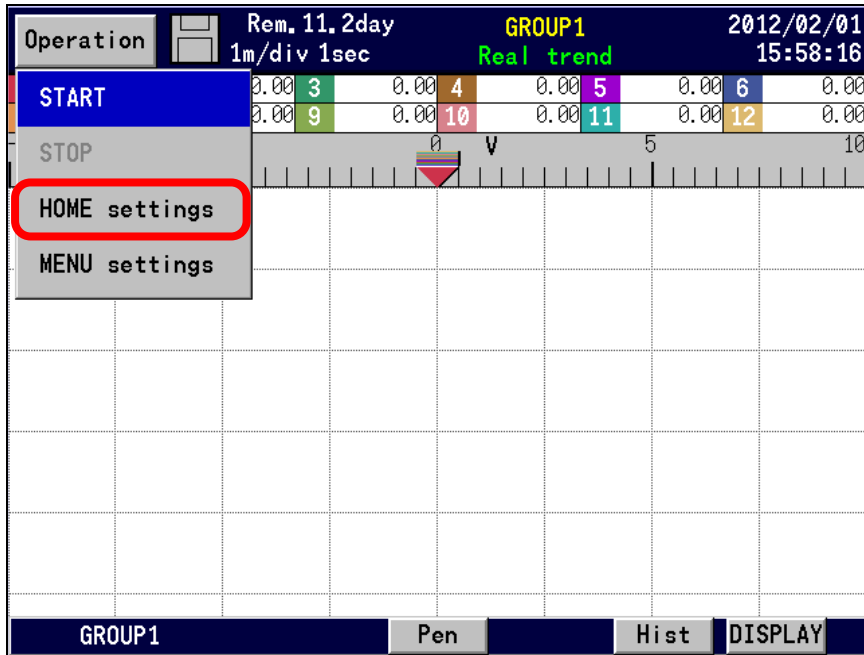 Operation Rem.11.2day GROUP1 2012/02/01
1m/div 1sec Real trend 15:58:16
START 0.00 3 0.00 4 0.00 5 0.00 6 0.00
0.00 9 0.00 10 0.00 11 0.00 12 0.00
STOP 0 V 5 10
HOME settings
MENU settings
GROUP1 Pen Hist DISPLAY